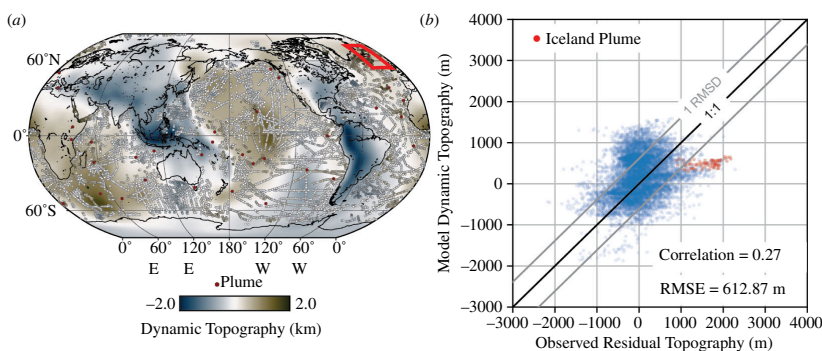 (a)
60°N
0°
60°S
0° 60° 120° 180° 120° 60° 0°
E E W W
Plume
−2.0 2.0
Dynamic Topography (km)
(b)
4000
3000
2000
1000
0
−1000
−2000
−3000
Model Dynamic Topography (m)
Iceland Plume
1 RMSD
1:1
Correlation = 0.27
RMSE = 612.87 m
−3000 −2000 −1000 0 1000 2000 3000 4000
Observed Residual Topography (m)